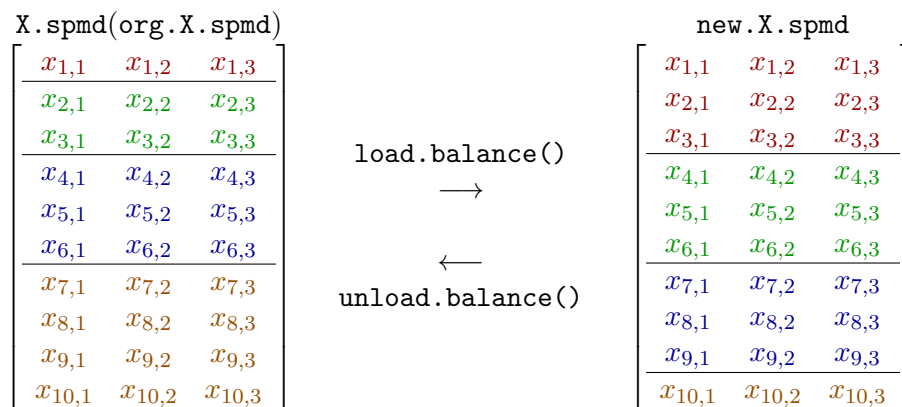 X.spmd(org.X.spmd) new.X.spmd
x1,1 x1,2 x1,3 x1,1 x1,2 x1,3
x2,1 x2,2 x2,3 x2,1 x2,2 x2,3
x3,1 x3,2 x3,3 x3,1 x3,2 x3,3
load.balance()
x4,1 x4,2 x4,3 x4,1 x4,2 x4,3
→
x5,1 x5,2 x5,3 x5,1 x5,2 x5,3
x6,1 x6,2 x6,3 x6,1 x6,2 x6,3
←
x7,1 x7,2 x7,3 x7,1 x7,2 x7,3
unload.balance()
x8,1 x8,2 x8,3 x8,1 x8,2 x8,3
x9,1 x9,2 x9,3 x9,1 x9,2 x9,3
x10,1 x10,2 x10,3 x10,1 x10,2 x10,3